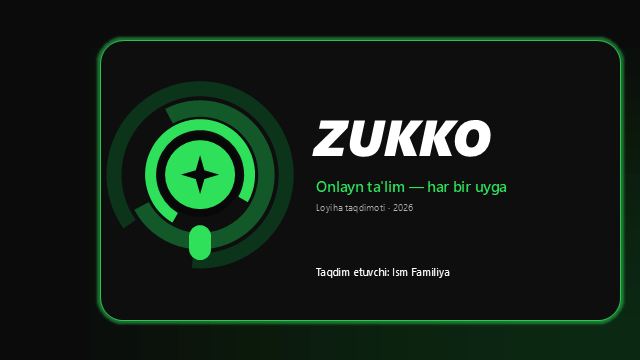 ZUKKO
Onlayn ta'lim — har bir uyga
Loyiha taqdimoti - 2026
Taqdim etuvchi: Ism Familiya